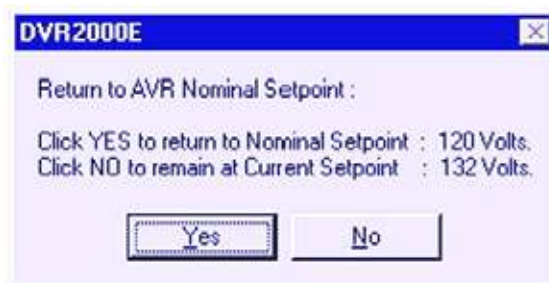 DVR2000E
Return to AVR Nominal Setpoint :
Click YES to return to Nominal Setpoint : 120 Volts.
Click NO to remain at Current Setpoint : 132 Volts.
Yes No